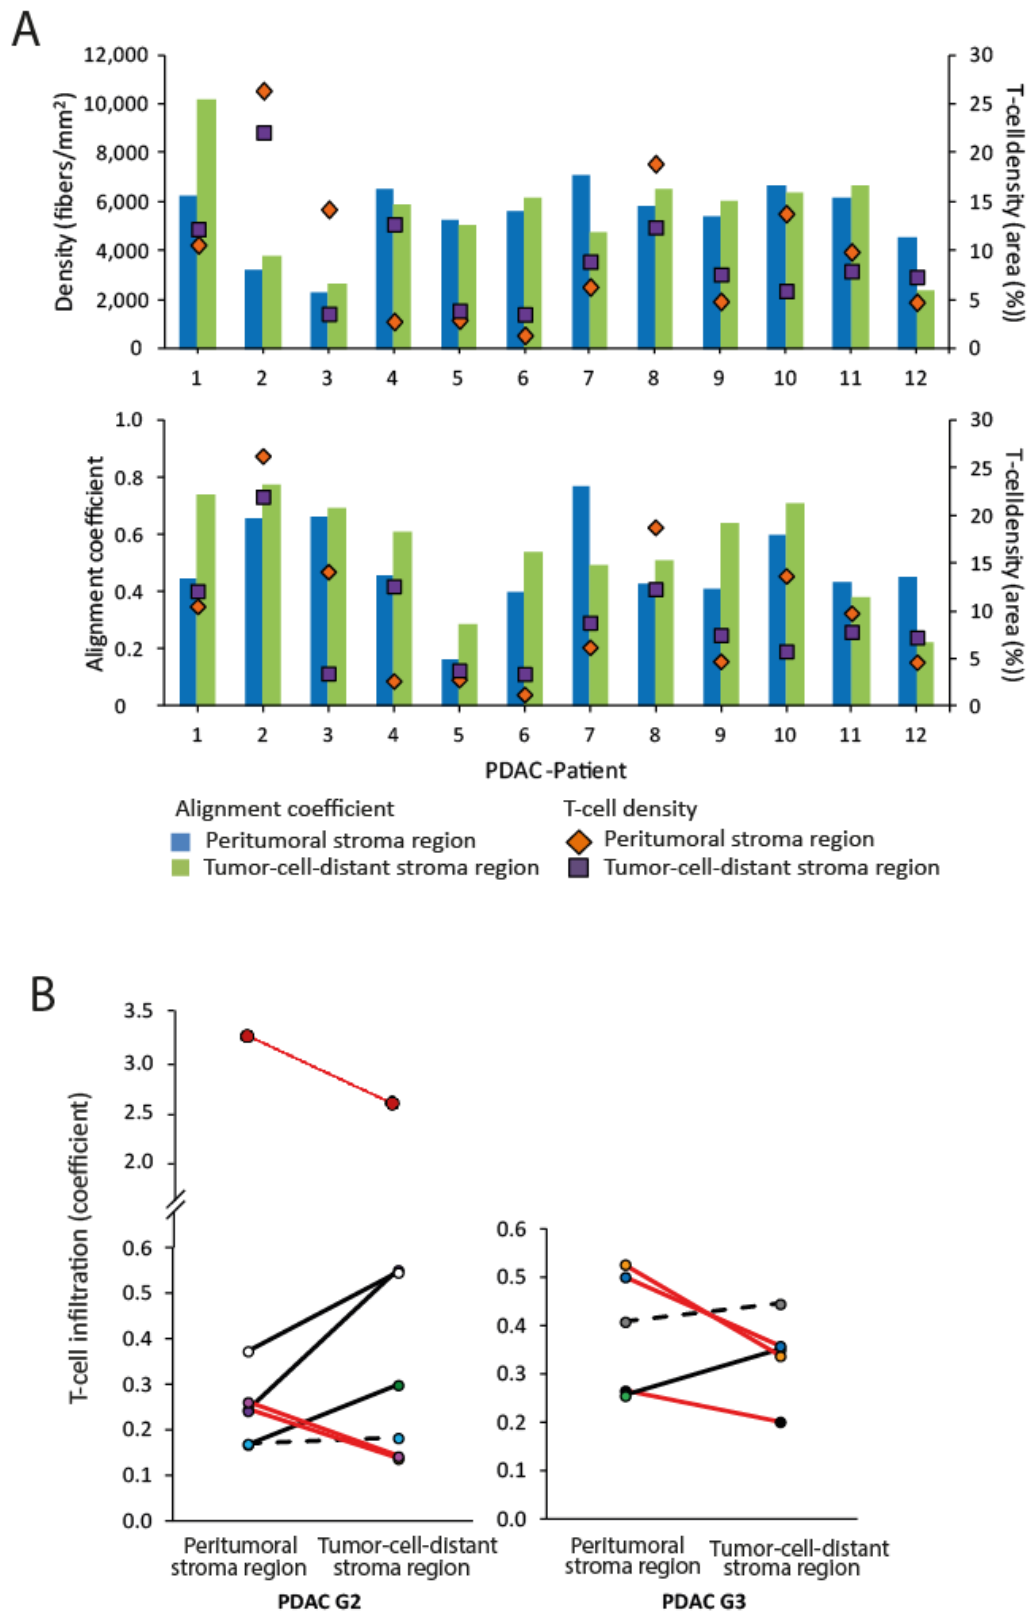 A
Density (fibers/mm²)
12,000
10,000
8,000
6,000
4,000
2,000
0
30
25
20
15
10
5
0
T-celldensity (area (%))
1 2 3 4 5 6 7 8 9 10 11 12
Alignment coefficient
1.0
0.8
0.6
0.4
0.2
0
30
25
20
15
10
5
0
T-celldensity (area (%))
1 2 3 4 5 6 7 8 9 10 11 12
PDAC-Patient
Alignment coefficient
Peritumoral stroma region
Tumor-cell-distant stroma region
T-cell density
Peritumoral stroma region
Tumor-cell-distant stroma region
B
T-cell infiltration (coefficient)
3.5
3.0
2.5
2.0
0.6
0.5
0.4
0.3
0.2
0.1
0.0
Peritumoral
stroma region
Tumor-cell-distant
stroma region
PDAC G2
0.6
0.5
0.4
0.3
0.2
0.1
0.0
Peritumoral
stroma region
Tumor-cell-distant
stroma region
PDAC G3